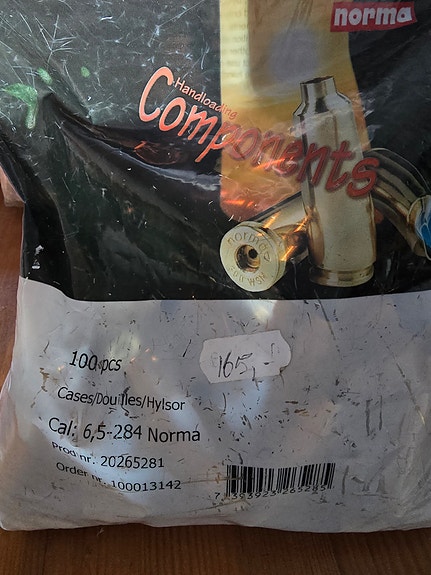 norma
Handloading
Components
norma
100 pcs
165,-
Cases/Douilles/Hylsor
Cal: 6,5-284 Norma
Prod nr. 20265281
Order nr. 100013142